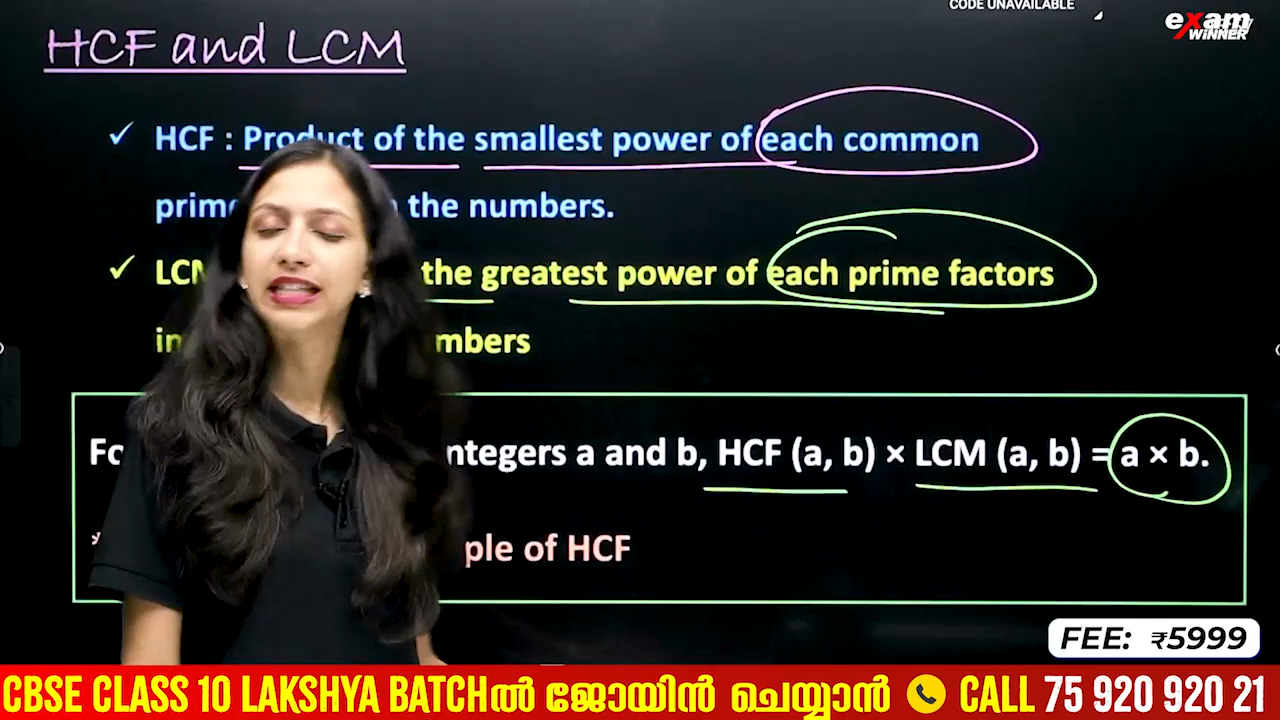 CODE UNAVAILABLE
exam
WINNER
HCF and LCM
✓ HCF : Product of the smallest power of each common
prime the numbers.
✓ LCM the greatest power of each prime factors
in mbers
Fo ntegers a and b, HCF (a, b) × LCM (a, b) = a × b.
* ple of HCF
FEE: ₹5999
CBSE CLASS 10 LAKSHYA BATCHൽ ജോയിൻ ചെയ്യാൻ CALL 75 920 920 21